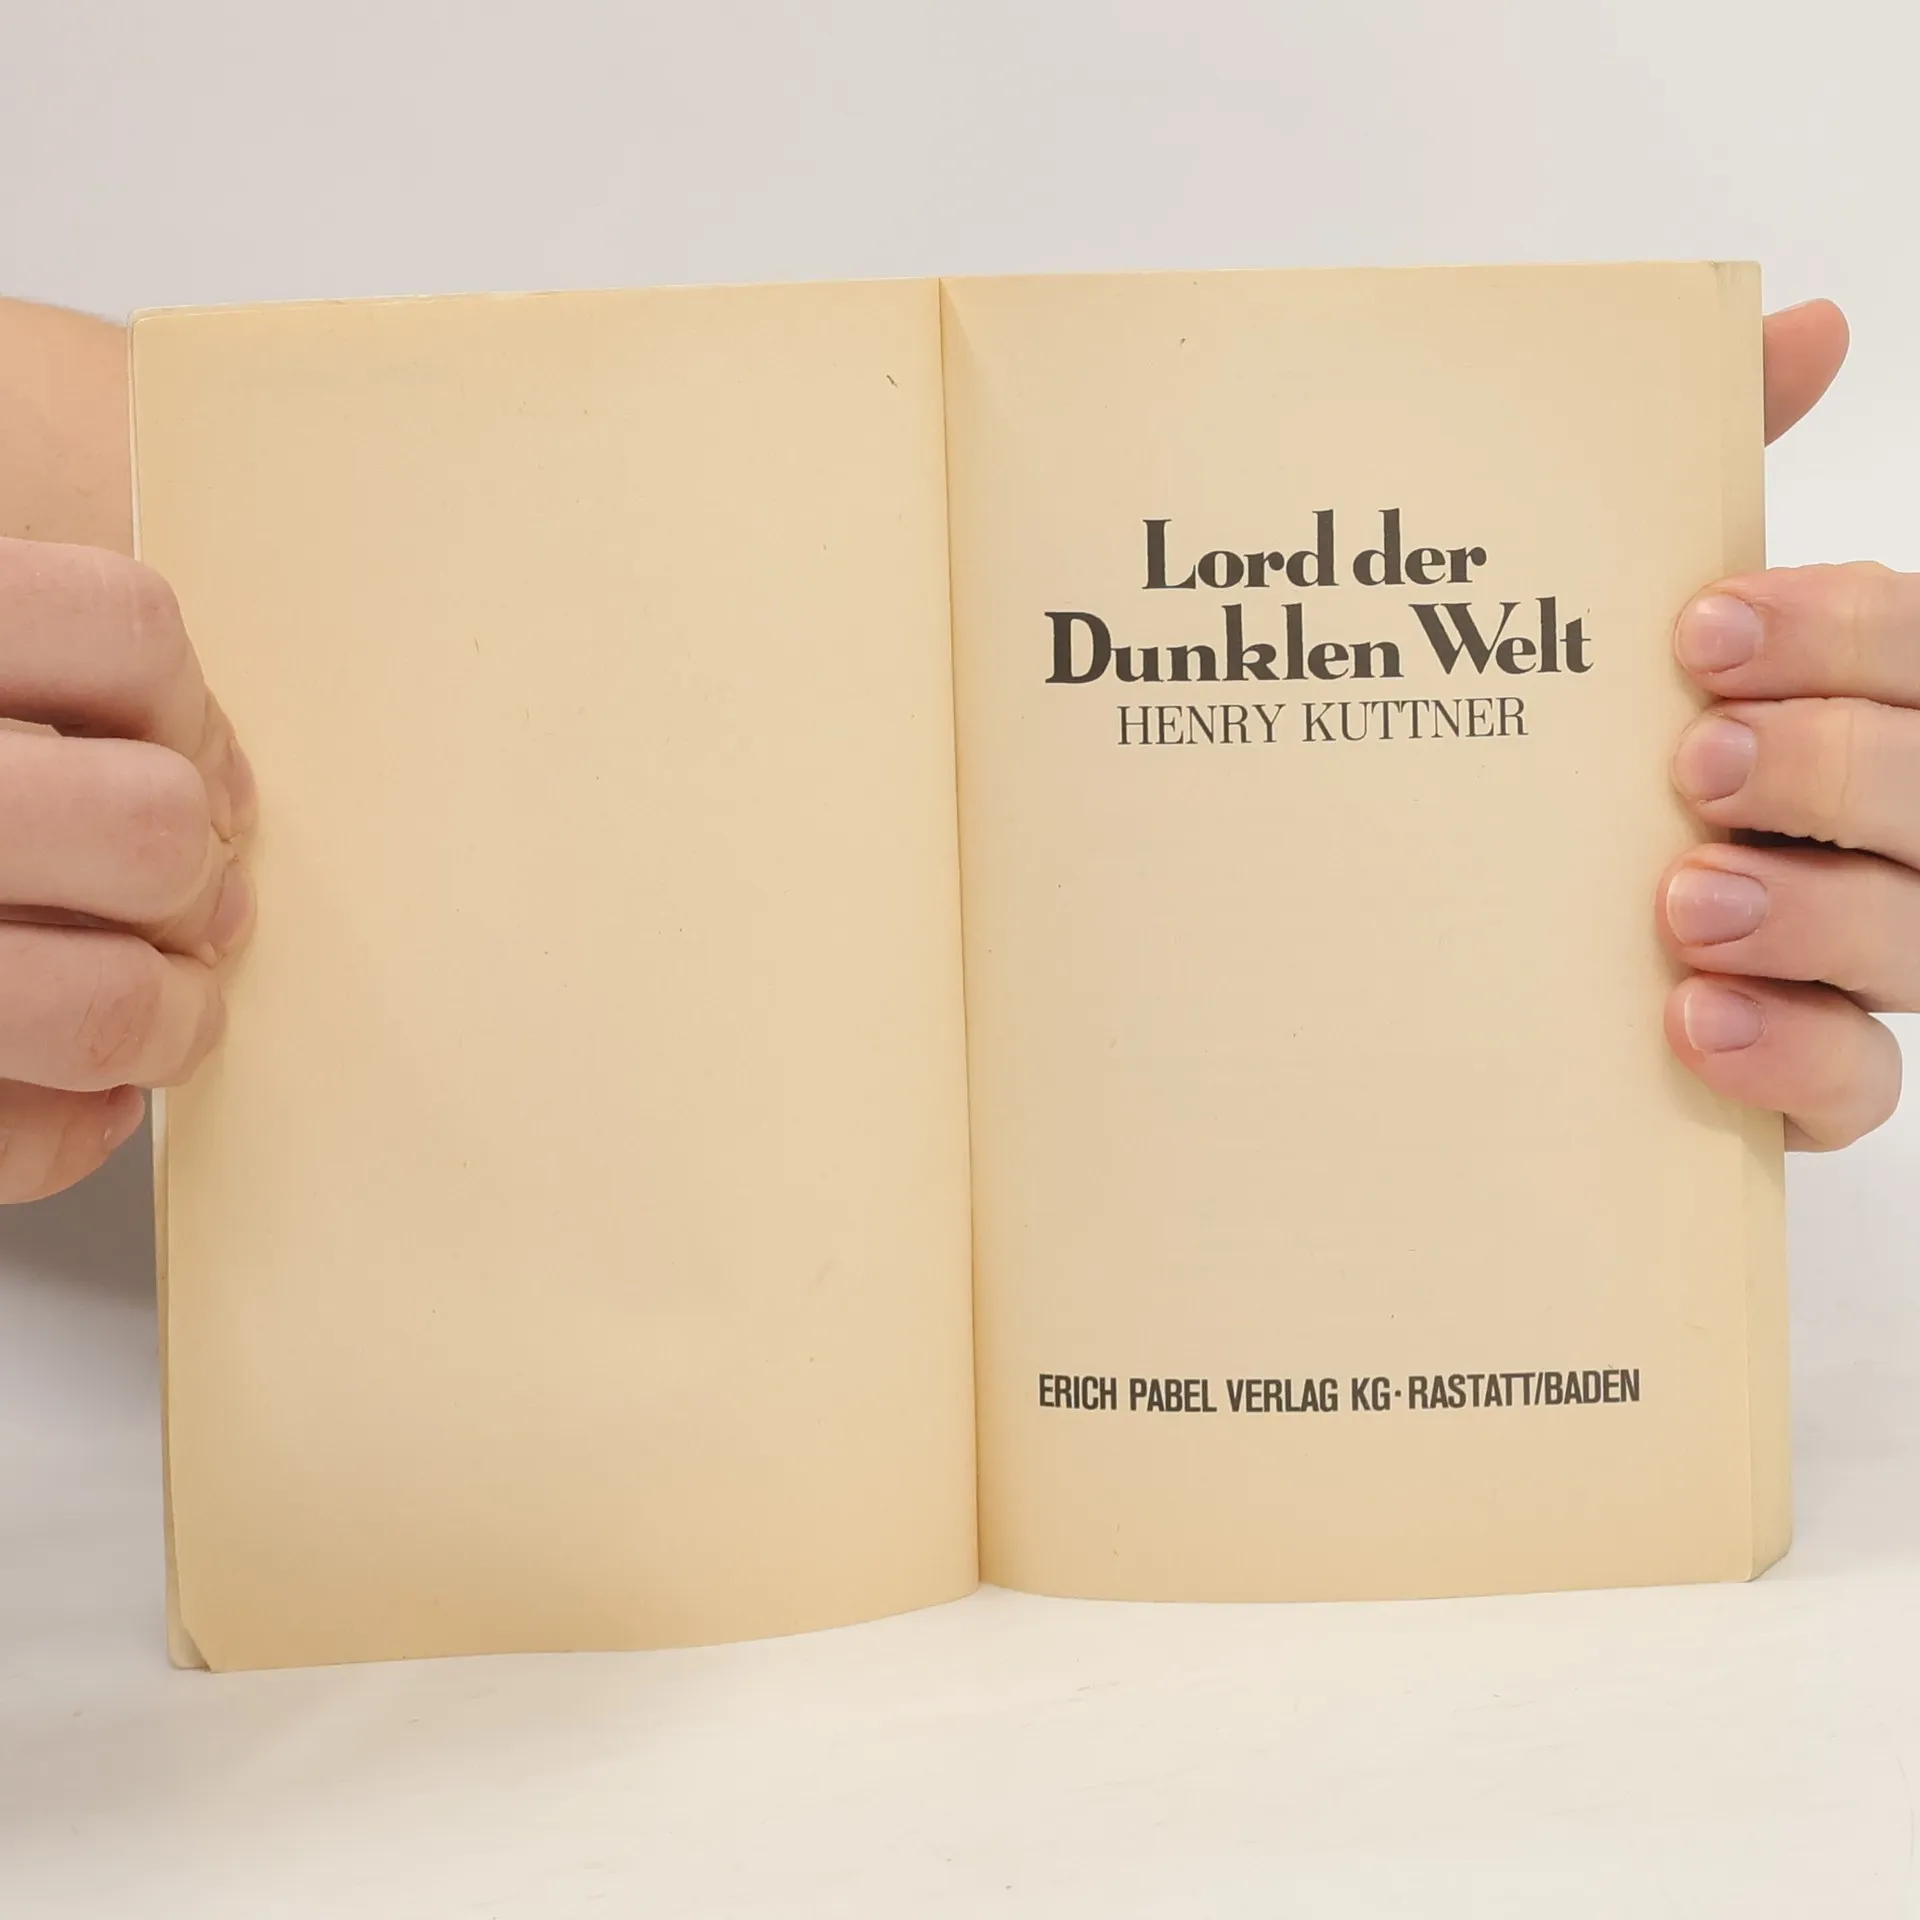 Lord der
Dunklen Welt
HENRY KUTTNER
ERICH PABEL VERLAG KG · RASTATT/BADEN